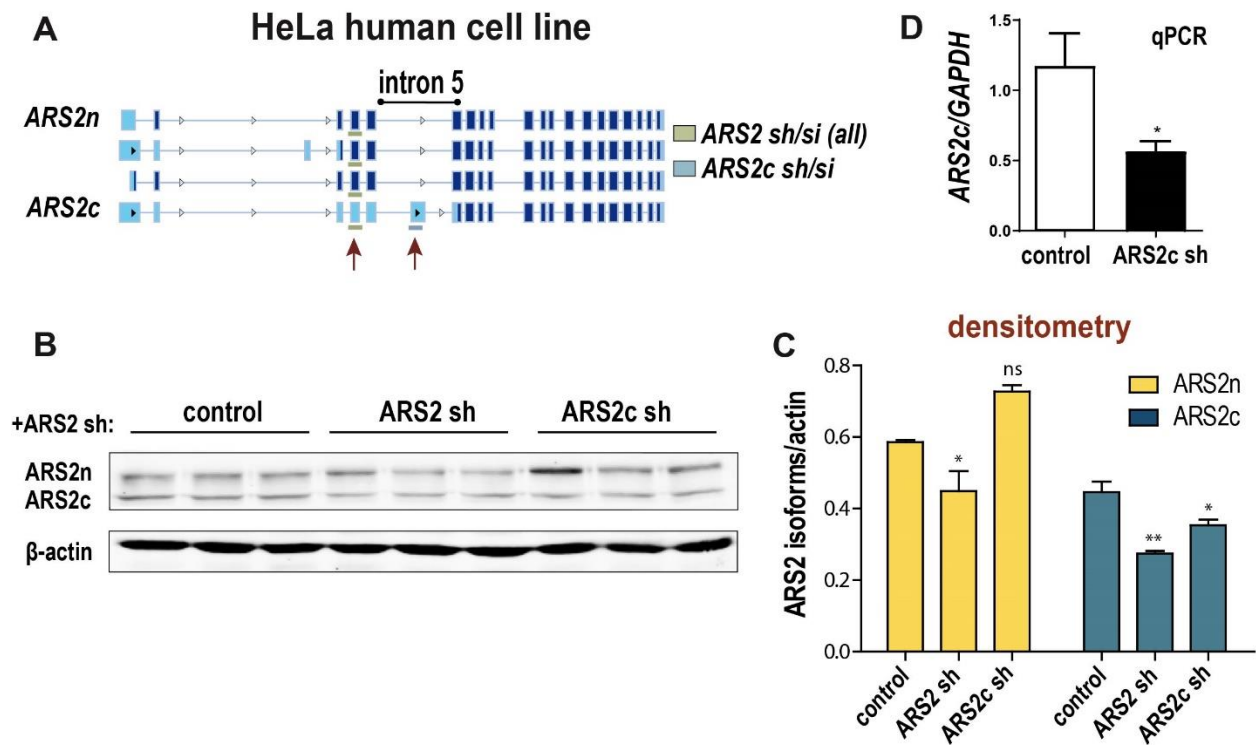 A
HeLa human cell line
intron 5
ARS2n
ARS2c
ARS2 sh/si (all)
ARS2c sh/si
D
qPCR
ARS2c/GAPDH
1.5
1.0
0.5
0.0
control
ARS2c sh
B
+ARS2 sh:
control
ARS2 sh
ARS2c sh
ARS2n
ARS2c
β-actin
densitometry
C
ARS2 isoforms/actin
0.8
0.6
0.4
0.2
0.0
*
ns
**
*
*
ARS2n
ARS2c
control
ARS2 sh
ARS2c sh
control
ARS2 sh
ARS2c sh